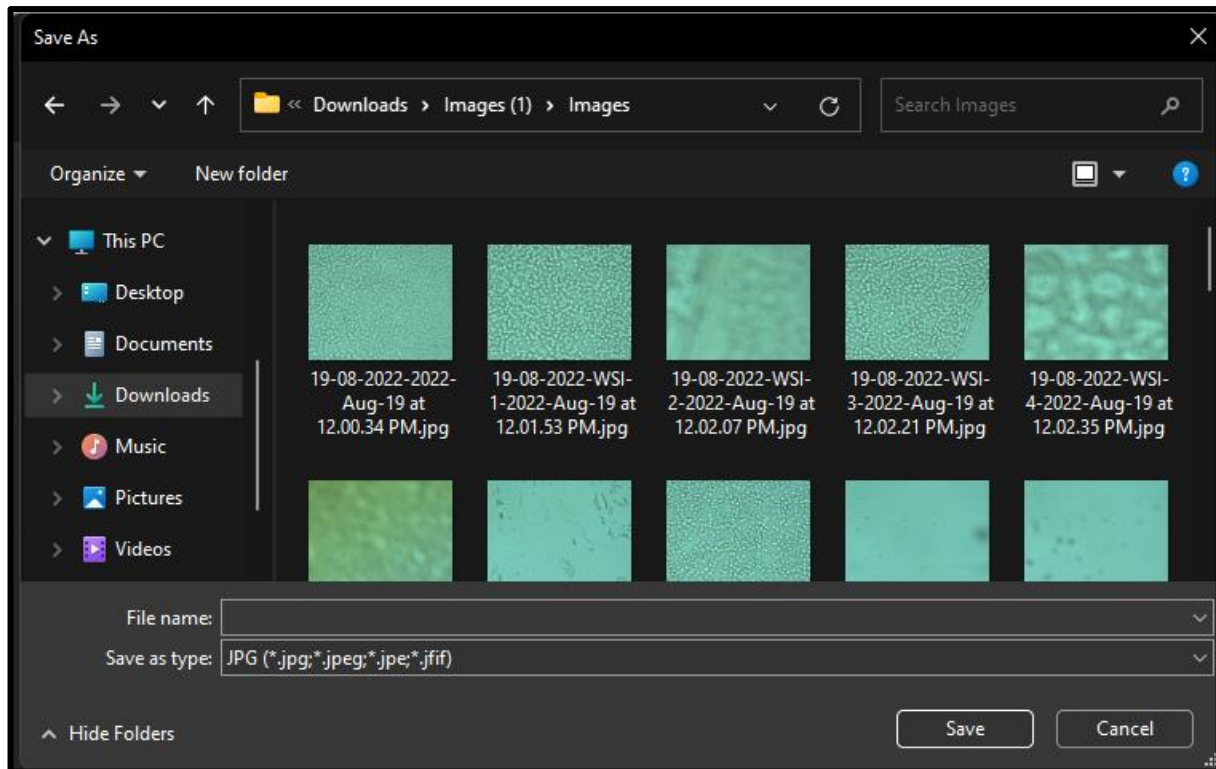 Save As
Downloads > Images (1) > Images
Search Images
Organize
New folder
This PC
Desktop
Documents
Downloads
Music
Pictures
Videos
19-08-2022-2022-
Aug-19 at
12.00.34 PM.jpg
19-08-2022-WSI-
1-2022-Aug-19 at
12.01.53 PM.jpg
19-08-2022-WSI-
2-2022-Aug-19 at
12.02.07 PM.jpg
19-08-2022-WSI-
3-2022-Aug-19 at
12.02.21 PM.jpg
19-08-2022-WSI-
4-2022-Aug-19 at
12.02.35 PM.jpg
File name:
Save as type: JPG (*.jpg;*.jpeg;*.jpe;*.jfif)
Hide Folders
Save
Cancel